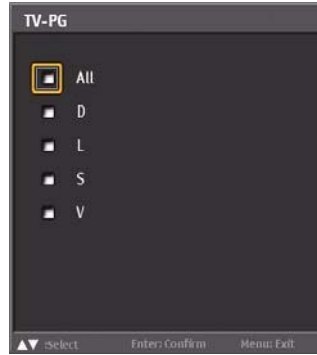 TV-PG
All
D
L
S
V
▲▼ :Select Enter: Confirm Menu: Exit